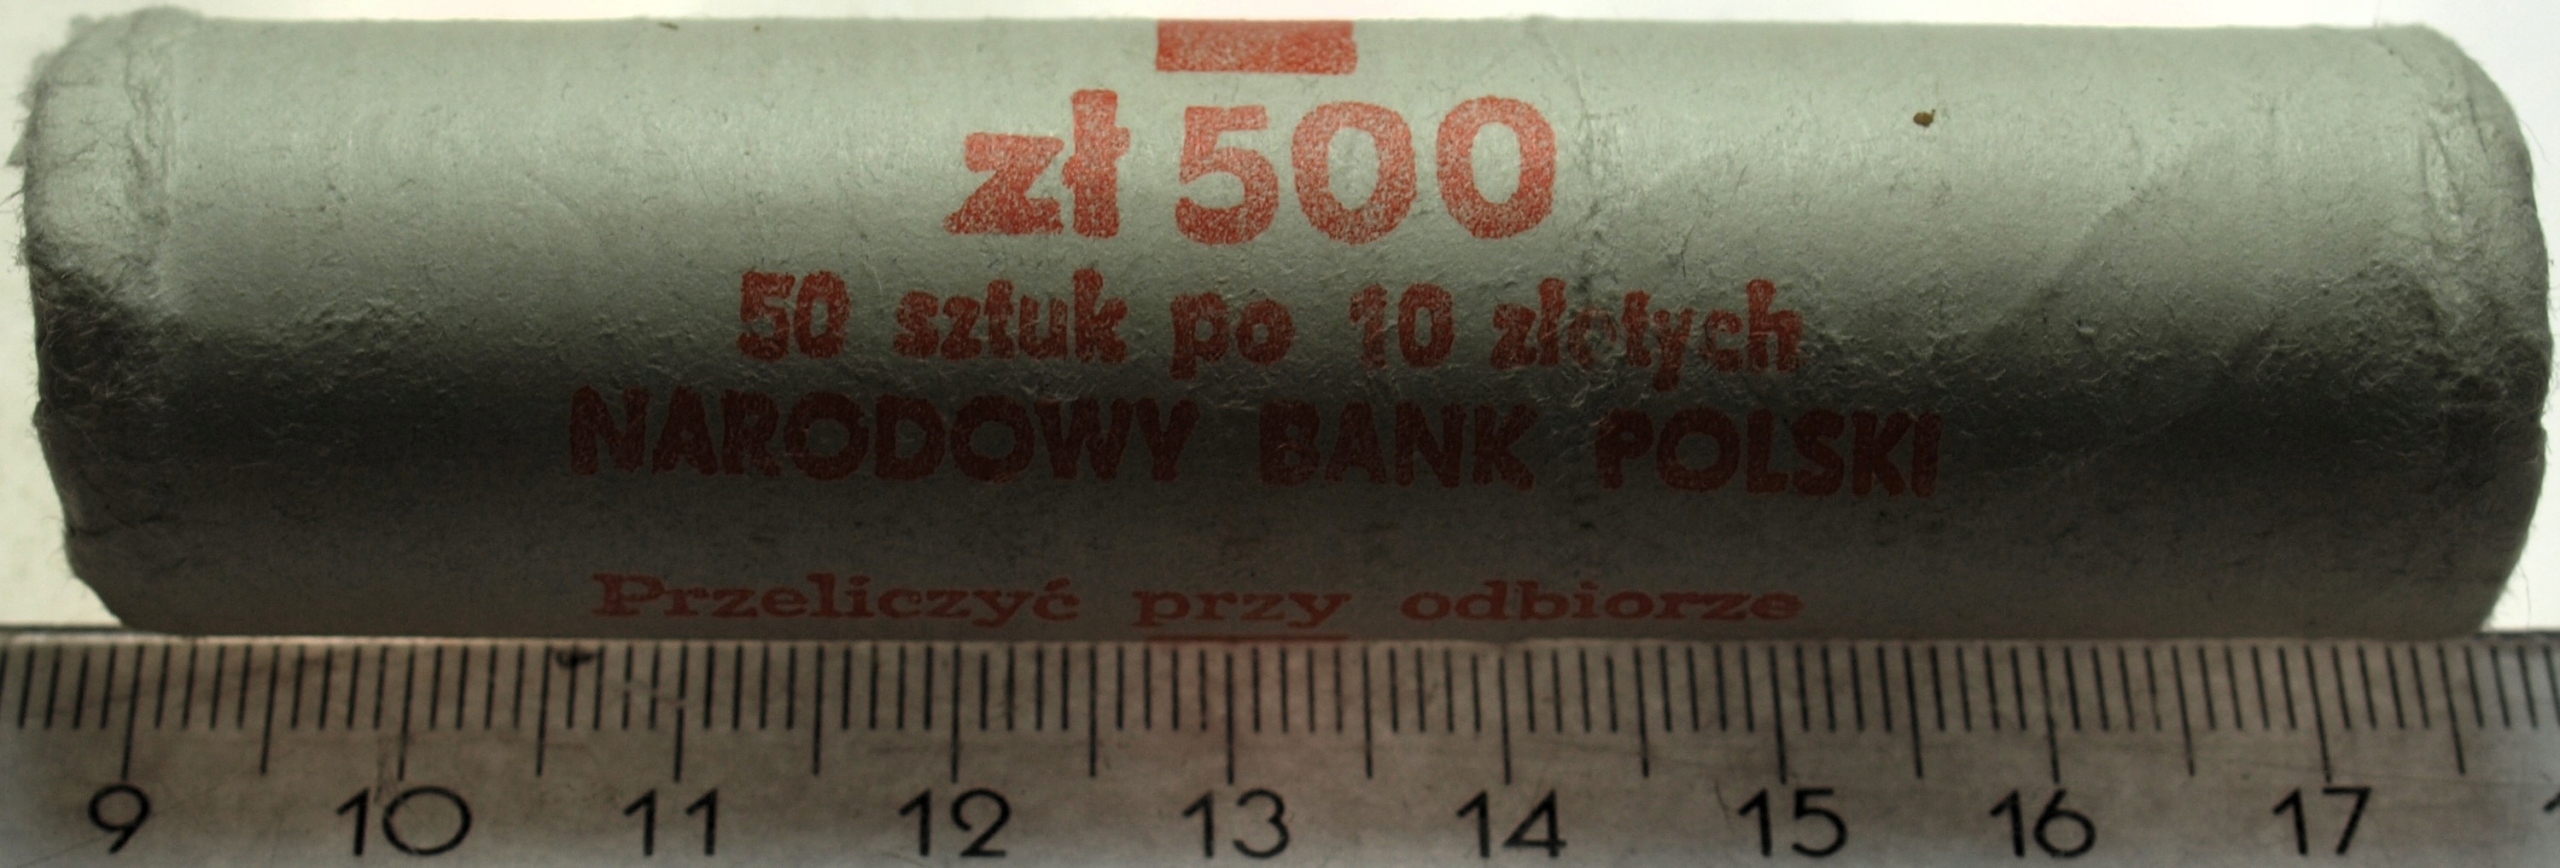 zł 500
50 sztuk po 10 złotych
NARODOWY BANK POLSKI
Przeliczyć przy odbiorze
9 10 11 12 13 14 15 16 17 1